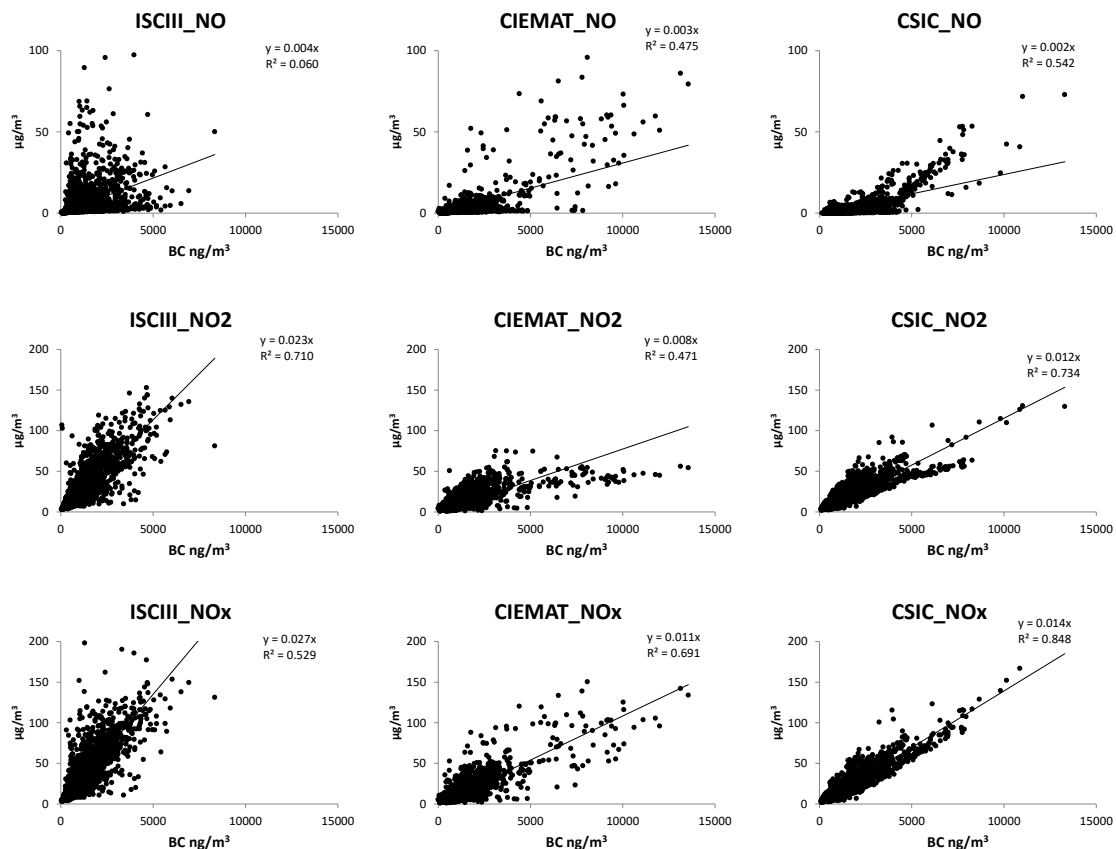 ISCIII_NO
y = 0.004x
R² = 0.060
100
50
0
µg/m³
0 5000 10000 15000
BC ng/m³
CIEMAT_NO
y = 0.003x
R² = 0.475
100
50
0
µg/m³
0 5000 10000 15000
BC ng/m³
CSIC_NO
y = 0.002x
R² = 0.542
100
50
0
µg/m³
0 5000 10000 15000
BC ng/m³
ISCIII_NO2
y = 0.023x
R² = 0.710
200
150
100
50
0
µg/m³
0 5000 10000 15000
BC ng/m³
CIEMAT_NO2
y = 0.008x
R² = 0.471
200
150
100
50
0
µg/m³
0 5000 10000 15000
BC ng/m³
CSIC_NO2
y = 0.012x
R² = 0.734
200
150
100
50
0
µg/m³
0 5000 10000 15000
BC ng/m³
ISCIII_NOx
y = 0.027x
R² = 0.529
200
150
100
50
0
µg/m³
0 5000 10000 15000
BC ng/m³
CIEMAT_NOx
y = 0.011x
R² = 0.691
200
150
100
50
0
µg/m³
0 5000 10000 15000
BC ng/m³
CSIC_NOx
y = 0.014x
R² = 0.848
200
150
100
50
0
µg/m³
0 5000 10000 15000
BC ng/m³